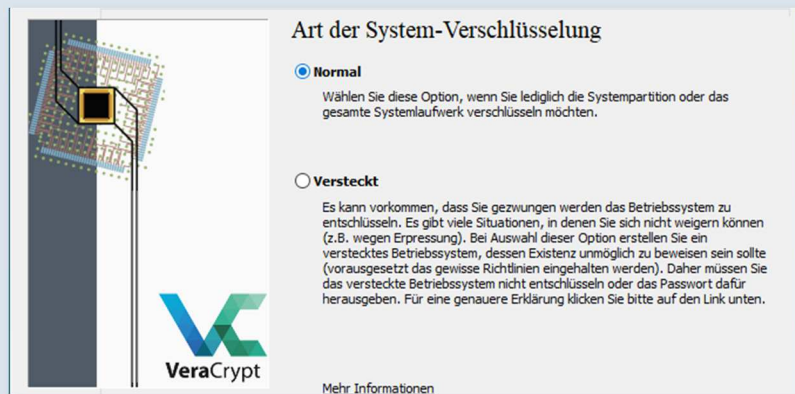 Art der System-Verschlüsselung
Normal
Wählen Sie diese Option, wenn Sie lediglich die Systempartition oder das
gesamte Systemlaufwerk verschlüsseln möchten.
Versteckt
Es kann vorkommen, dass Sie gezwungen werden das Betriebssystem zu
entschlüsseln. Es gibt viele Situationen, in denen Sie sich nicht weigern können
(z.B. wegen Erpressung). Bei Auswahl dieser Option erstellen Sie ein
verstecktes Betriebssystem, dessen Existenz unmöglich zu beweisen sein sollte
(vorausgesetzt das gewisse Richtlinien eingehalten werden). Daher müssen Sie
das versteckte Betriebssystem nicht entschlüsseln oder das Passwort dafür
herausgeben. Für eine genauere Erklärung klicken Sie bitte auf den Link unten.
VeraCrypt
Mehr Informationen